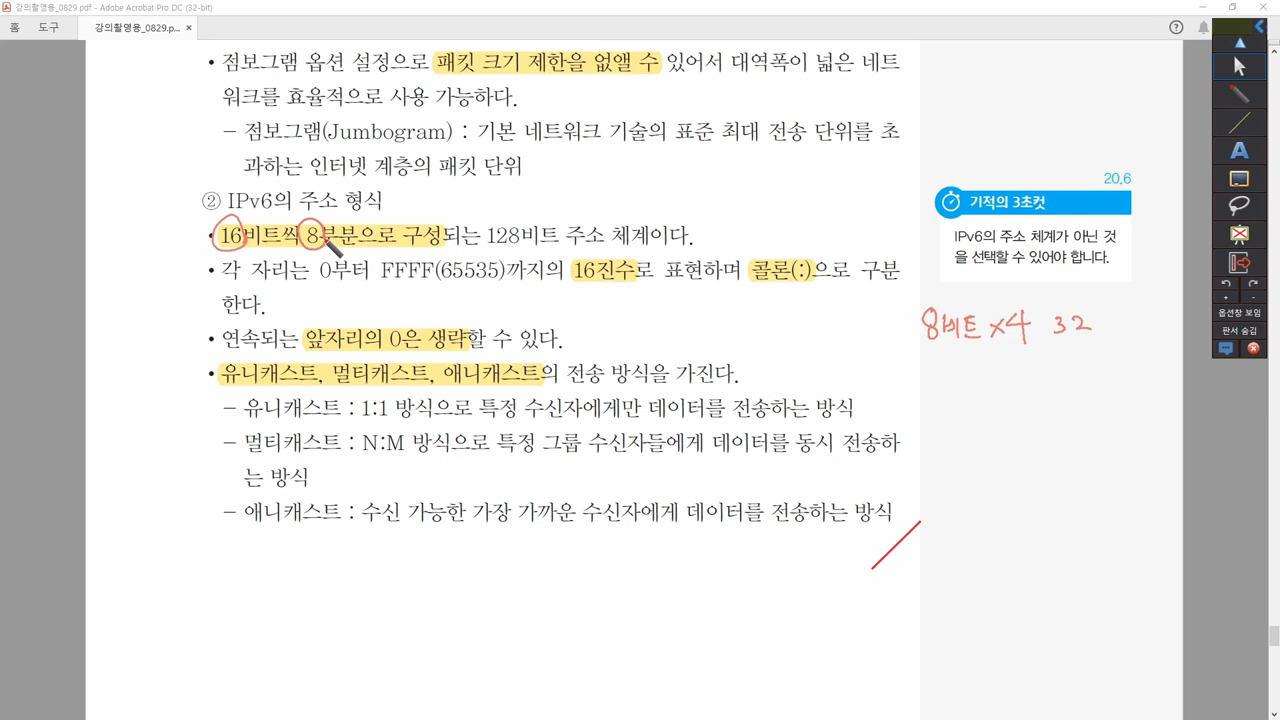 강의촬영용_0829.pdf - Adobe Acrobat Pro DC (32-bit)
홈 도구 강의촬영용_0829.p... ×
• 점보그램 옵션 설정으로 패킷 크기 제한을 없앨 수 있어서 대역폭이 넓은 네트
워크를 효율적으로 사용 가능하다.
– 점보그램(Jumbogram) : 기본 네트워크 기술의 표준 최대 전송 단위를 초
과하는 인터넷 계층의 패킷 단위
② IPv6의 주소 형식
• 16비트씩 8부분으로 구성되는 128비트 주소 체계이다.
• 각 자리는 0부터 FFFF(65535)까지의 16진수로 표현하며 콜론(:)으로 구분
한다.
• 연속되는 앞자리의 0은 생략할 수 있다.
• 유니캐스트, 멀티캐스트, 애니캐스트의 전송 방식을 가진다.
– 유니캐스트 : 1:1 방식으로 특정 수신자에게만 데이터를 전송하는 방식
– 멀티캐스트 : N:M 방식으로 특정 그룹 수신자들에게 데이터를 동시 전송하
는 방식
– 애니캐스트 : 수신 가능한 가장 가까운 수신자에게 데이터를 전송하는 방식
20.6
기적의 3초컷
IPv6의 주소 체계가 아닌 것
을 선택할 수 있어야 합니다.
8비트 ×4 32
A
옵션창 보임
판서 숨김